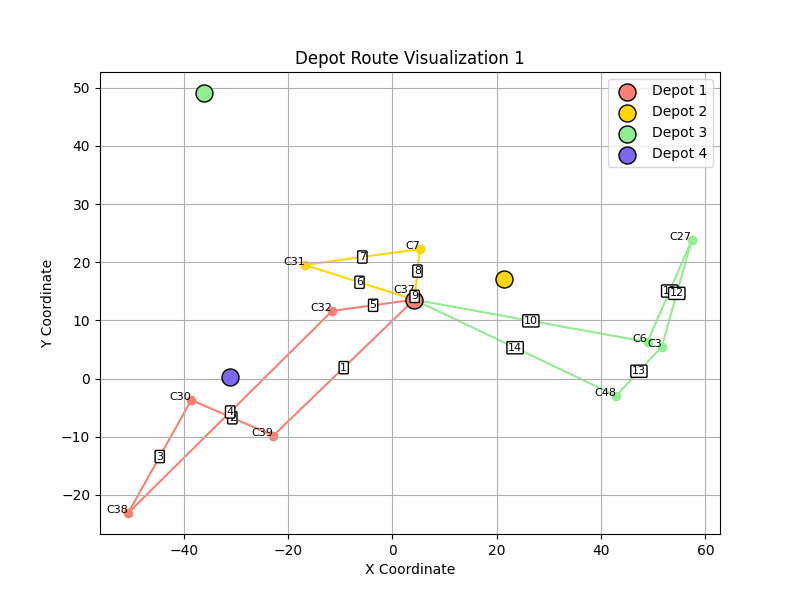 Depot Route Visualization 1
50
40
30
20
10
0
−10
−20
−40
−20
0
20
40
60
X Coordinate
Y Coordinate
Depot 1
Depot 2
Depot 3
Depot 4
C27
C7
7
C31
8
6
C37
9
5
C32
10
12
C6
C3
14
13
1
C48
C30
4
2
C39
3
C38